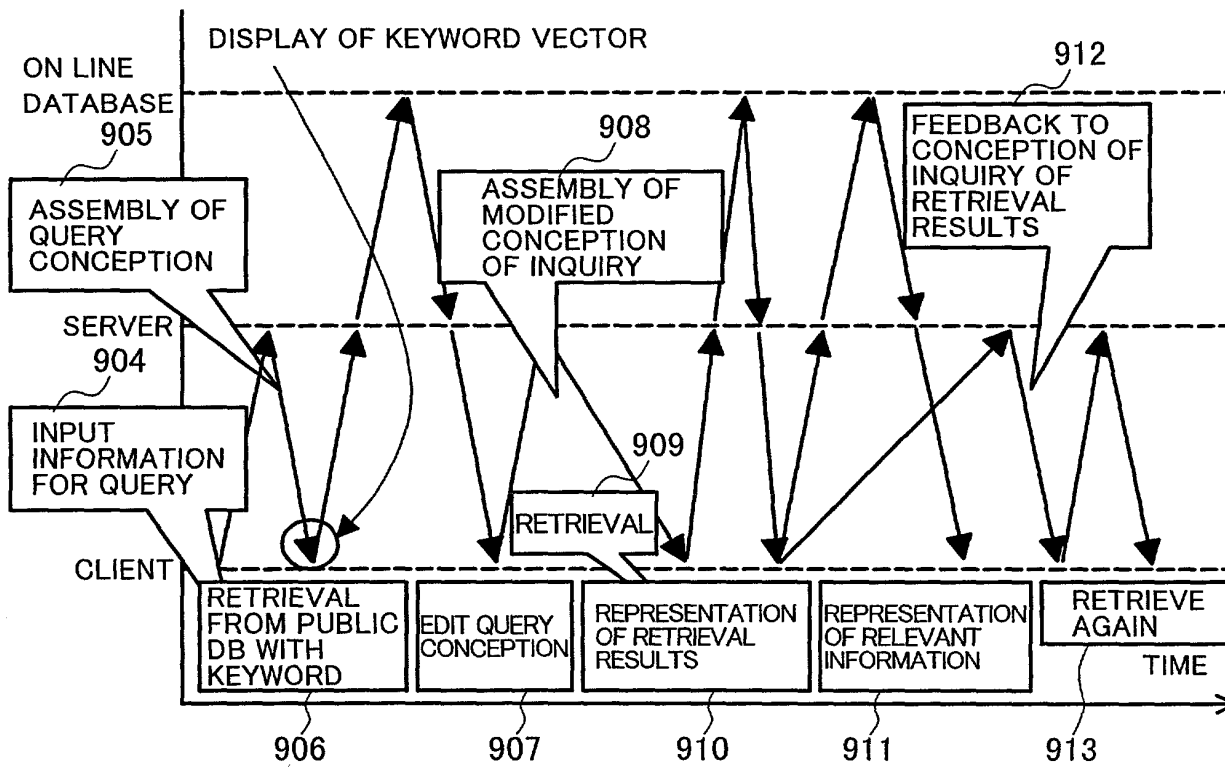 DISPLAY OF KEYWORD VECTOR
ON LINE
DATABASE
905
ASSEMBLY OF
QUERY
CONCEPTION
908
ASSEMBLY OF
MODIFIED
CONCEPTION
OF INQUIRY
912
FEEDBACK TO
CONCEPTION OF
INQUIRY OF
RETRIEVAL
RESULTS
SERVER
904
INPUT
INFORMATION
FOR QUERY
909
RETRIEVAL
CLIENT
RETRIEVAL
FROM PUBLIC
DB WITH
KEYWORD
EDIT QUERY
CONCEPTION
REPRESENTATION
OF RETRIEVAL
RESULTS
REPRESENTATION
OF RELEVANT
INFORMATION
RETRIEVE
AGAIN
TIME
906
907
910
911
913